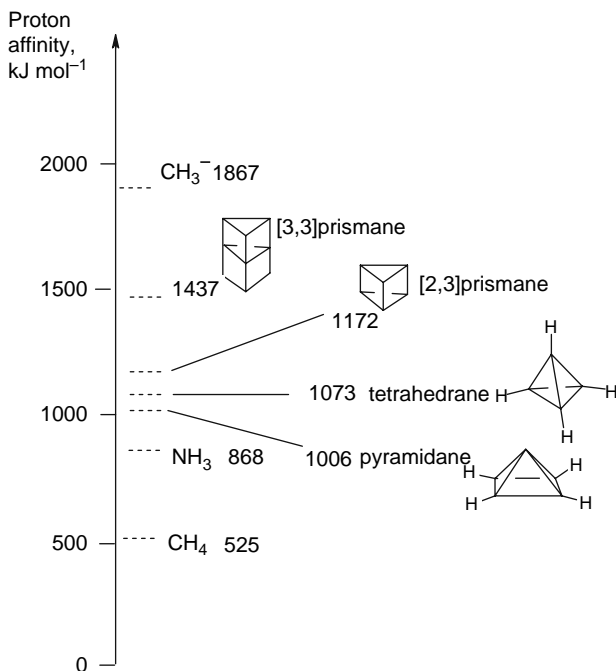 Proton
affinity,
kJ mol⁻¹
2000
CH₃⁻ 1867
[3,3]prismane
1500
1437
[2,3]prismane
1172
H
1073 tetrahedrane
H
H
H
1000
1006 pyramidane
H
H
H
H
NH₃ 868
500
CH₄ 525
0